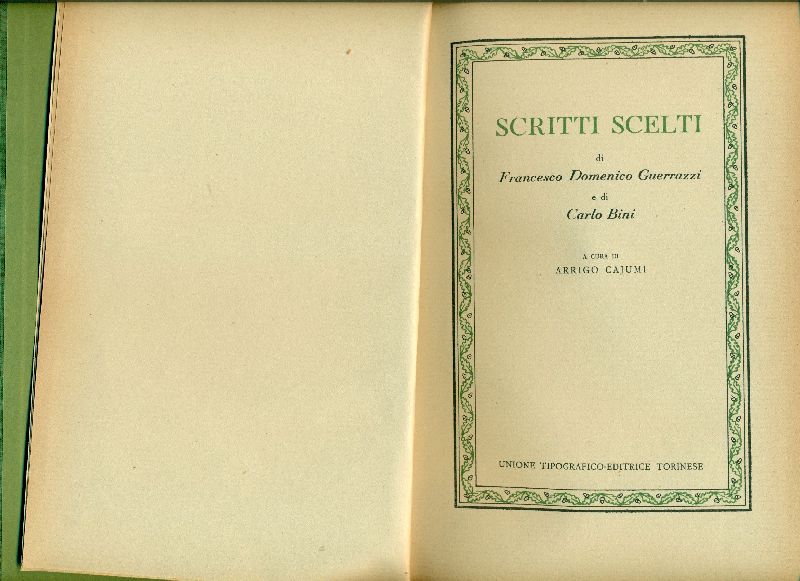 SCRITTI SCELTI
di
Francesco Domenico Guerrazzi
e di
Carlo Bini
A CURA DI
ARRIGO CAJUMI
UNIONE TIPOGRAFICO-EDITRICE TORINESE